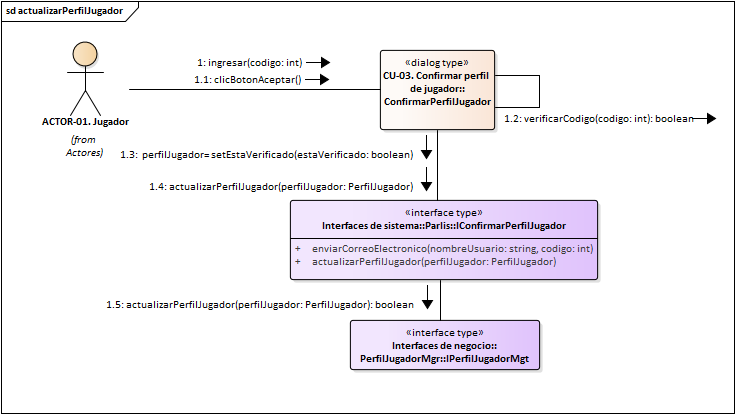 sd actualizarPerfilJugador
1: ingresar(codigo: int)
1.1: clicBotonAceptar()
«dialog type»
CU-03. Confirmar perfil
de jugador::
ConfirmarPerfilJugador
ACTOR-01. Jugador
(from
Actores)
1.2: verificarCodigo(codigo: int): boolean
1.3: perfilJugador= setEstaVerificado(estaVerificado: boolean)
1.4: actualizarPerfilJugador(perfilJugador: PerfilJugador)
«interface type»
Interfaces de sistema::Parlis::IConfirmarPerfilJugador
+ enviarCorreoElectronico(nombreUsuario: string, codigo: int)
+ actualizarPerfilJugador(perfilJugador: PerfilJugador)
1.5: actualizarPerfilJugador(perfilJugador: PerfilJugador): boolean
«interface type»
Interfaces de negocio::
PerfilJugadorMgr::IPerfilJugadorMgt